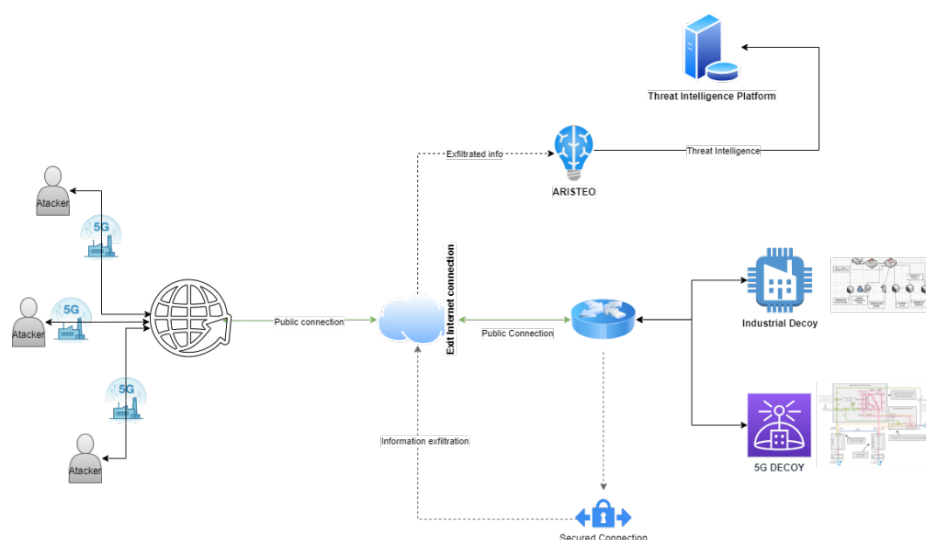 Threat Intelligence Platform
Exfiltrated info
Threat Intelligence
ARISTEO
Atacker
5G
5G
Atacker
5G
Atacker
Public connection
Exit Internet connection
Public Connection
Industrial Decoy
Information exfiltration
5G DECOY
Secured Connection